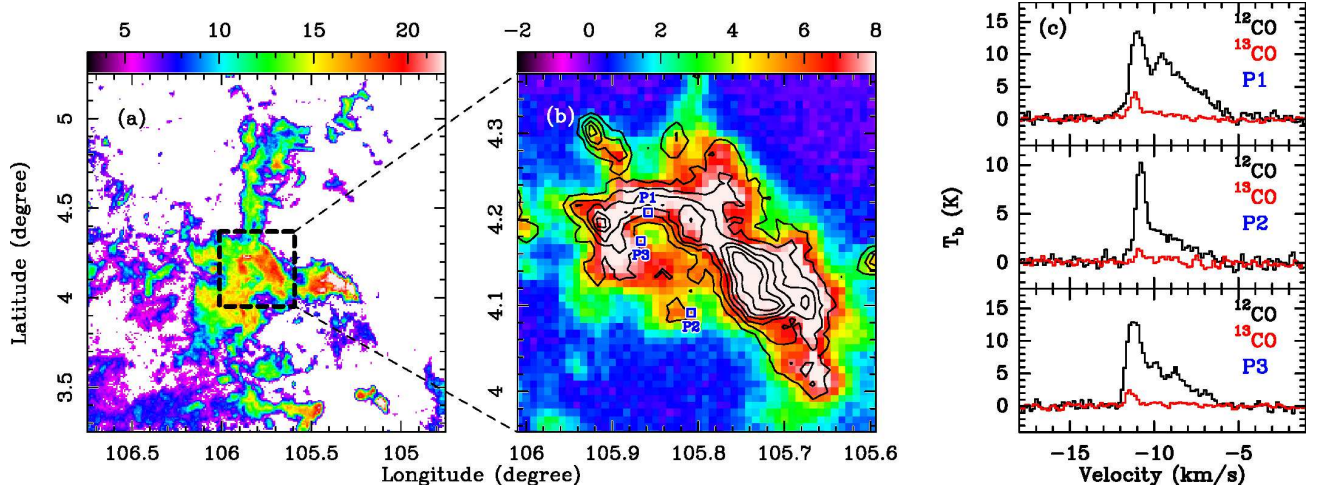 5 10 15 20
-2 0 2 4 6 8
(a)
5
4.5
4
3.5
106.5 106 105.5 105
Latitude (degree)
(b)
4.3
4.2
4.1
4
106 105.9 105.8 105.7 105.6
P1
P3
P2
Longitude (degree)
(c)
15
10
5
0
¹²CO
¹³CO
P1
10
5
0
¹²CO
¹³CO
P2
15
10
5
0
¹²CO
¹³CO
P3
T_b (K)
-15 -10 -5
Velocity (km/s)